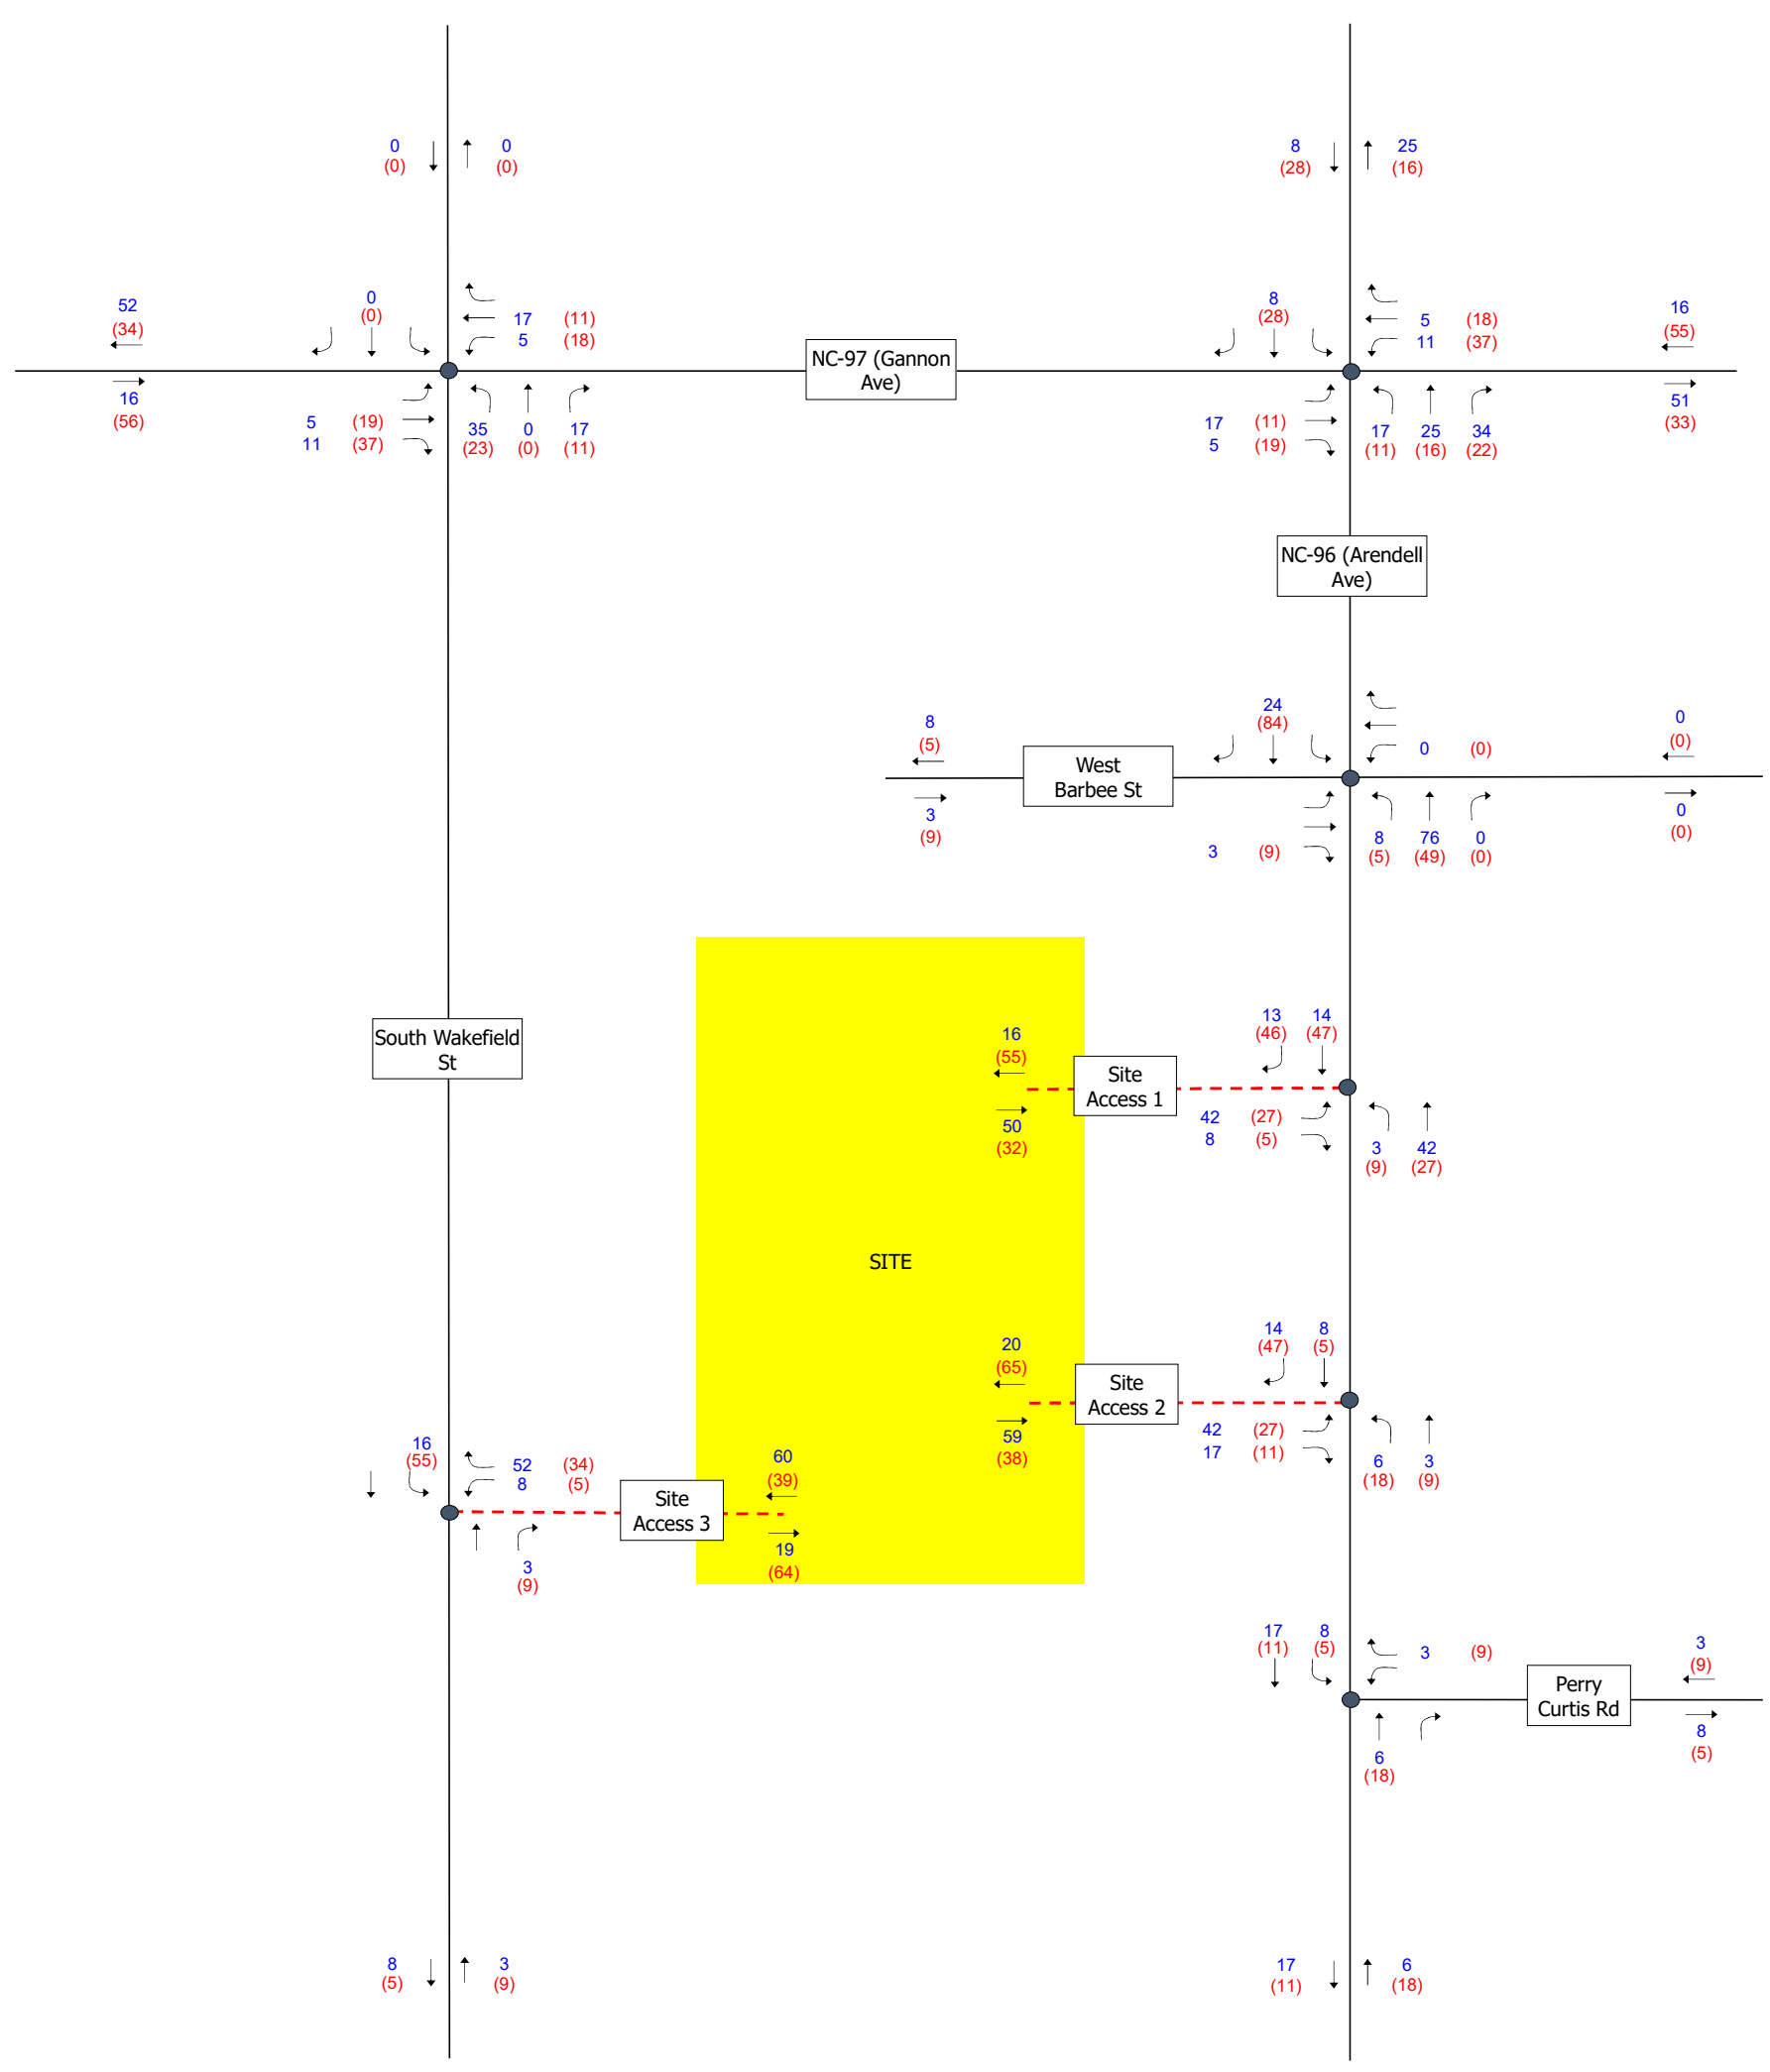 0 0 8 25
(0) (0) (28) (16)
52 0 8 16
(34) (0) 17 (11) (28) 5 (18) (55)
5 (18) 11 (37)
NC-97 (Gannon
Ave)
16 51
(56) 5 (19) 35 0 17 17 (11) 17 25 34 (33)
11 (37) (23) (0) (11) 5 (19) (11) (16) (22)
NC-96 (Arendell
Ave)
8 24 0
(5) (84) 0 (0) (0)
West
Barbee St
3 8 76 0 0
(9) 3 (9) (5) (49) (0) (0)
South Wakefield
St
16 13 14
(55) (46) (47)
Site
Access 1
50 42 (27) 3 42
(32) 8 (5) (9) (27)
SITE
20 14 8
(65) (47) (5)
Site
Access 2
59 42 (27) 6 3
(38) 17 (11) (18) (9)
16 52 (34) 60
(55) 8 (5) (39)
Site
Access 3
3 19
(9) (64)
17 8 3
(11) (5) 3 (9) (9)
Perry
Curtis Rd
6 8
(18) (5)
8 3 17 6
(5) (9) (11) (18)